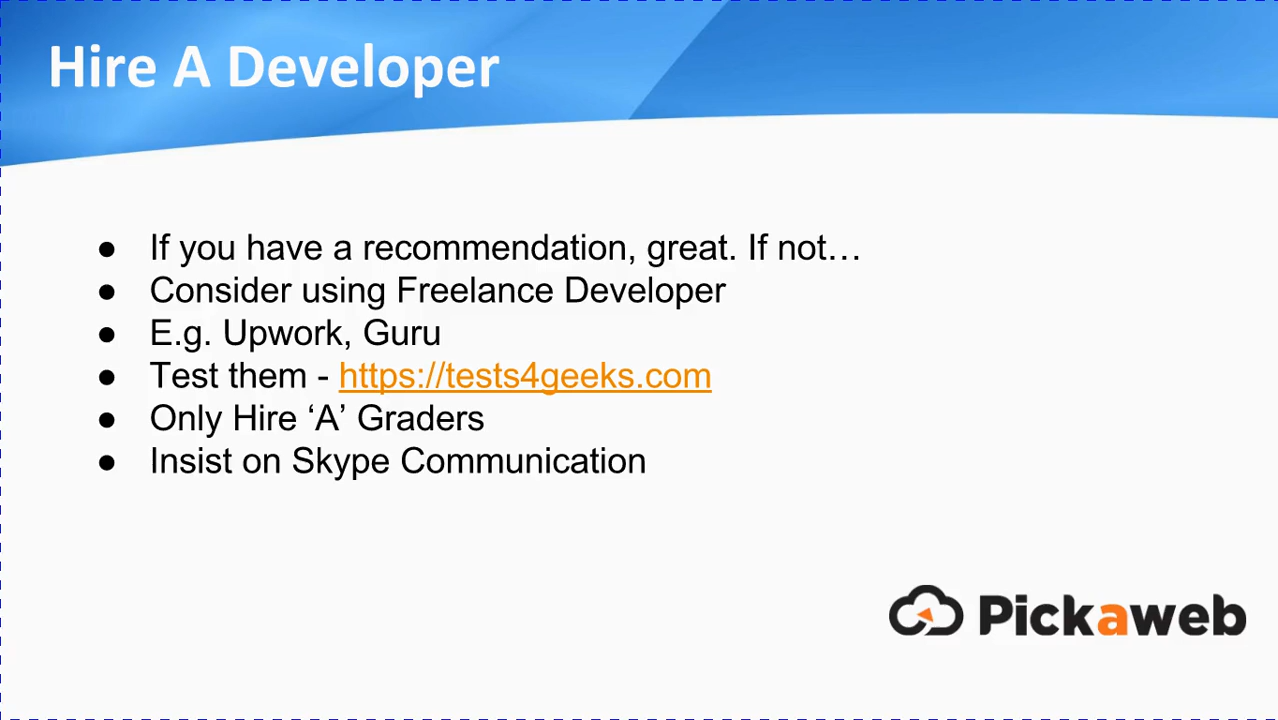 Hire A Developer
● If you have a recommendation, great. If not…
● Consider using Freelance Developer
● E.g. Upwork, Guru
● Test them - https://tests4geeks.com
● Only Hire ‘A’ Graders
● Insist on Skype Communication
Pickaweb